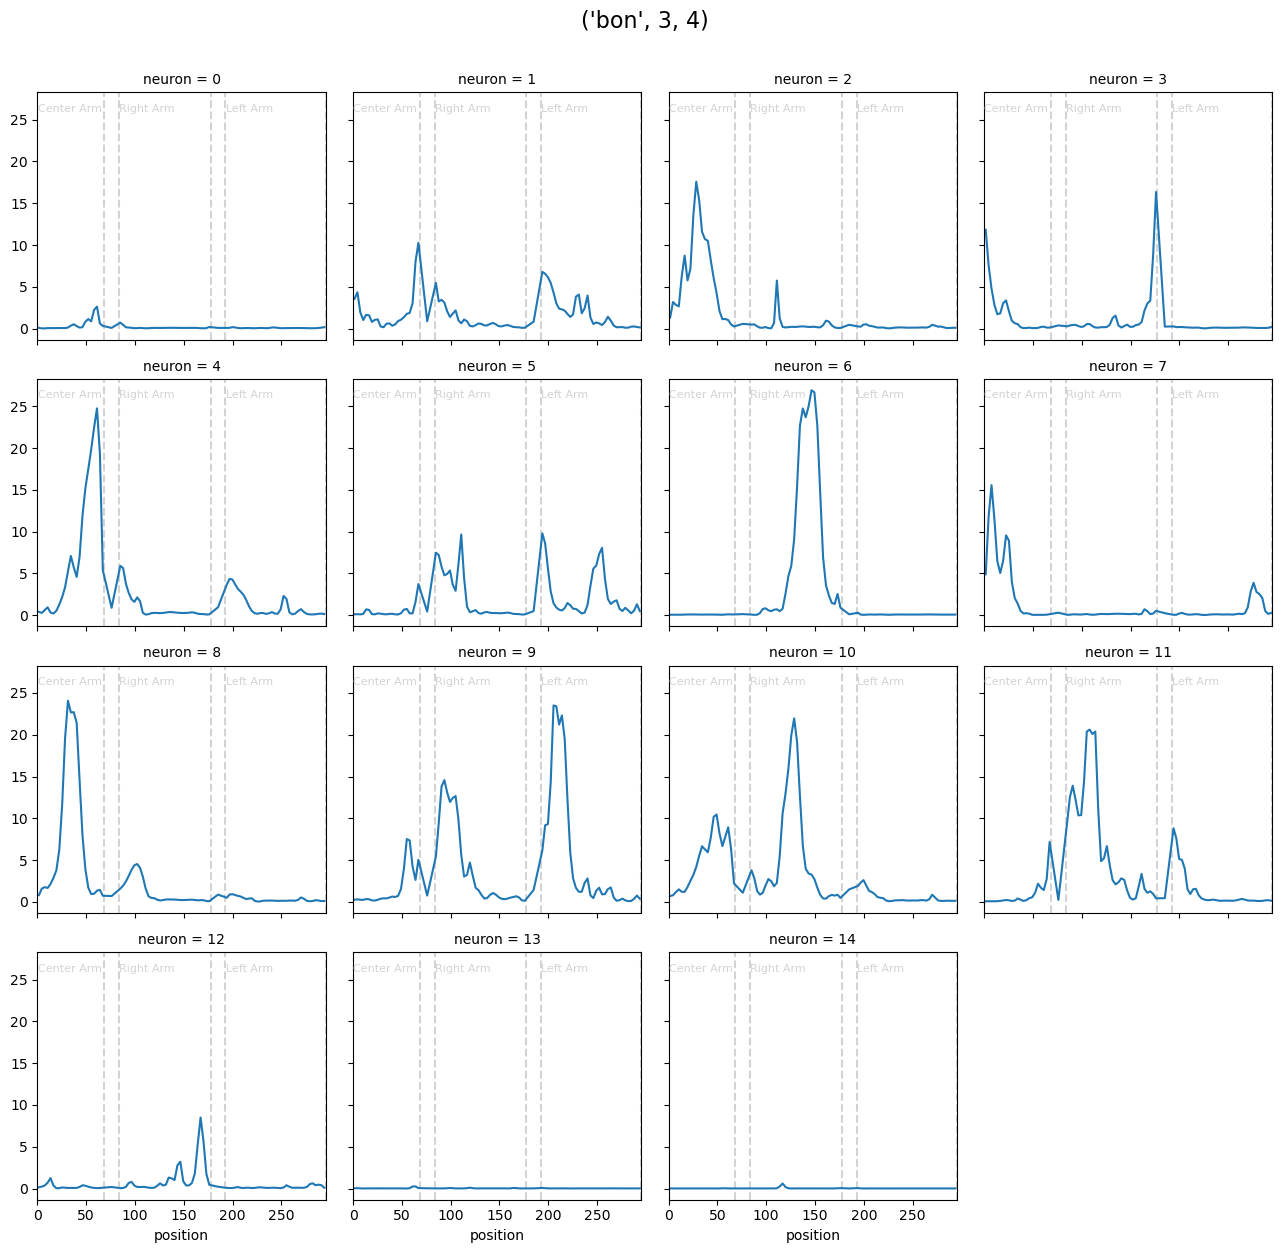 ('bon', 3, 4)
neuron = 0
neuron = 1
neuron = 2
neuron = 3
Center Arm Right Arm Left Arm
Center Arm Right Arm Left Arm
Center Arm Right Arm Left Arm
Center Arm Right Arm Left Arm
25
20
15
10
5
0
neuron = 4
neuron = 5
neuron = 6
neuron = 7
Center Arm Right Arm Left Arm
Center Arm Right Arm Left Arm
Center Arm Right Arm Left Arm
Center Arm Right Arm Left Arm
25
20
15
10
5
0
neuron = 8
neuron = 9
neuron = 10
neuron = 11
Center Arm Right Arm Left Arm
Center Arm Right Arm Left Arm
Center Arm Right Arm Left Arm
Center Arm Right Arm Left Arm
25
20
15
10
5
0
neuron = 12
neuron = 13
neuron = 14
Center Arm Right Arm Left Arm
Center Arm Right Arm Left Arm
Center Arm Right Arm Left Arm
25
20
15
10
5
0
0 50 100 150 200 250
0 50 100 150 200 250
0 50 100 150 200 250
position
position
position